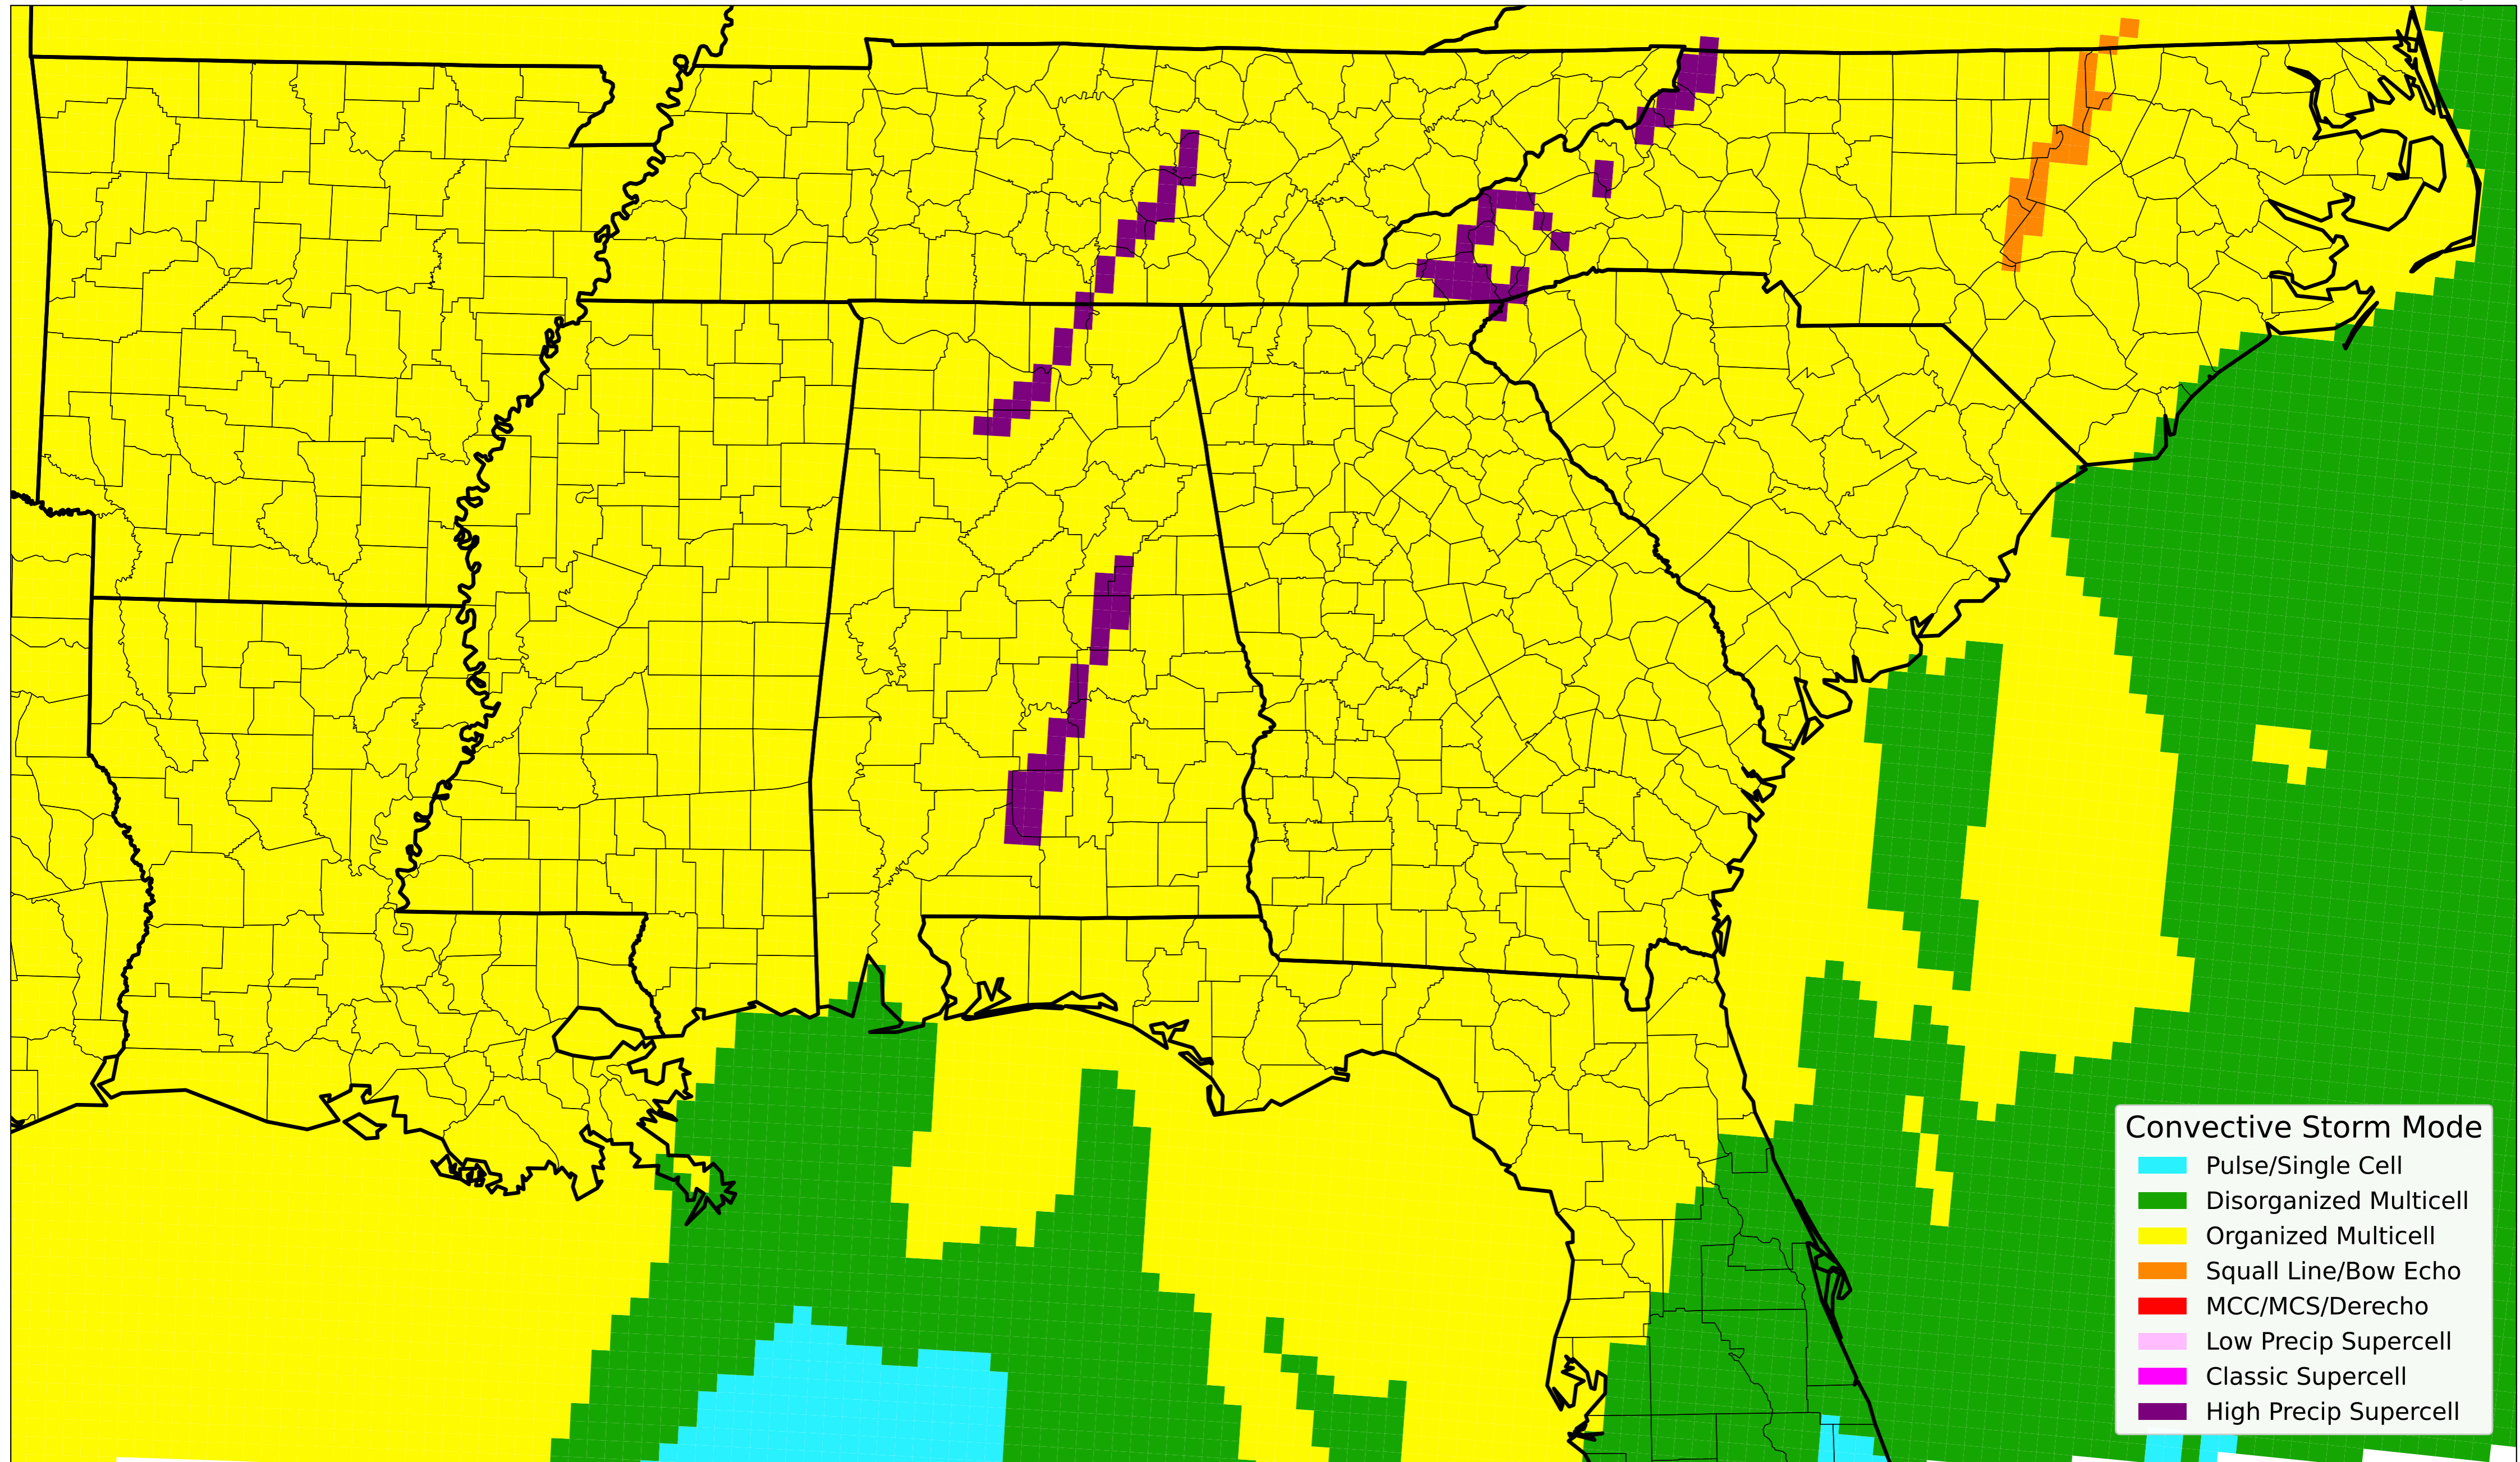 Convective Storm Mode
Pulse/Single Cell
Disorganized Multicell
Organized Multicell
Squall Line/Bow Echo
MCC/MCS/Derecho
Low Precip Supercell
Classic Supercell
High Precip Supercell